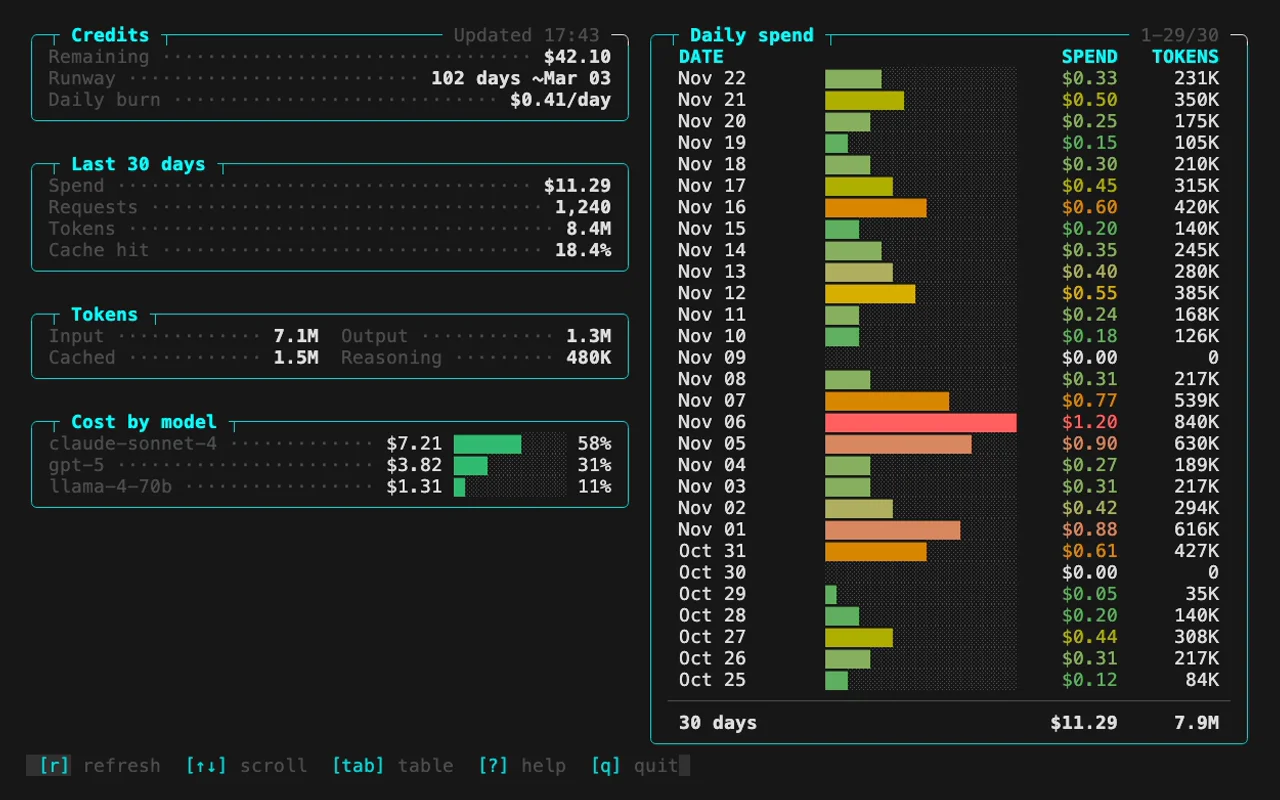 Credits Updated 17:43
Remaining $42.10
Runway 102 days ~Mar 03
Daily burn $0.41/day
Last 30 days
Spend $11.29
Requests 1,240
Tokens 8.4M
Cache hit 18.4%
Tokens
Input 7.1M Output 1.3M
Cached 1.5M Reasoning 480K
Cost by model
claude-sonnet-4 $7.21 58%
gpt-5 $3.82 31%
llama-4-70b $1.31 11%
Daily spend 1-29/30
DATE SPEND TOKENS
Nov 22 $0.33 231K
Nov 21 $0.50 350K
Nov 20 $0.25 175K
Nov 19 $0.15 105K
Nov 18 $0.30 210K
Nov 17 $0.45 315K
Nov 16 $0.60 420K
Nov 15 $0.20 140K
Nov 14 $0.35 245K
Nov 13 $0.40 280K
Nov 12 $0.55 385K
Nov 11 $0.24 168K
Nov 10 $0.18 126K
Nov 09 $0.00 0
Nov 08 $0.31 217K
Nov 07 $0.77 539K
Nov 06 $1.20 840K
Nov 05 $0.90 630K
Nov 04 $0.27 189K
Nov 03 $0.31 217K
Nov 02 $0.42 294K
Nov 01 $0.88 616K
Oct 31 $0.61 427K
Oct 30 $0.00 0
Oct 29 $0.05 35K
Oct 28 $0.20 140K
Oct 27 $0.44 308K
Oct 26 $0.31 217K
Oct 25 $0.12 84K
30 days $11.29 7.9M
[r] refresh [↑↓] scroll [tab] table [?] help [q] quit